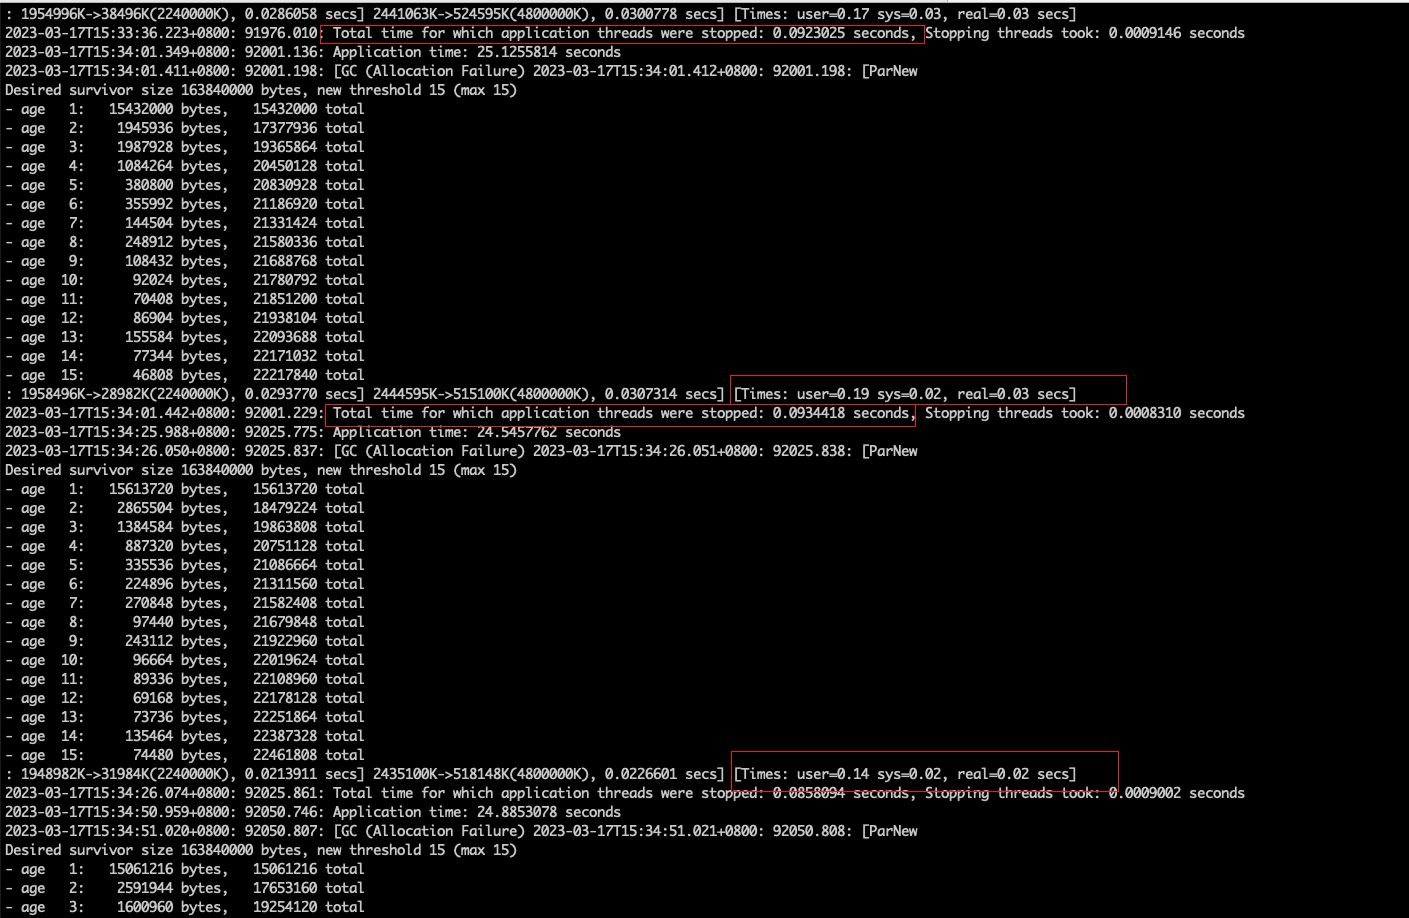 : 1954996K->38496K(2240000K), 0.0286058 secs] 2441063K->524595K(4800000K), 0.0300778 secs] [Times: user=0.17 sys=0.03, real=0.03 secs]
2023-03-17T15:33:36.223+0800: 91976.010: Total time for which application threads were stopped: 0.0923025 seconds, Stopping threads took: 0.0009146 seconds
2023-03-17T15:34:01.349+0800: 92001.136: Application time: 25.1255814 seconds
2023-03-17T15:34:01.411+0800: 92001.198: [GC (Allocation Failure) 2023-03-17T15:34:01.412+0800: 92001.198: [ParNew
Desired survivor size 163840000 bytes, new threshold 15 (max 15)
- age   1:   15432000 bytes,   15432000 total
- age   2:    1945936 bytes,   17377936 total
- age   3:    1987928 bytes,   19365864 total
- age   4:    1084264 bytes,   20450128 total
- age   5:     380800 bytes,   20830928 total
- age   6:     355992 bytes,   21186920 total
- age   7:     144504 bytes,   21331424 total
- age   8:     248912 bytes,   21580336 total
- age   9:     108432 bytes,   21688768 total
- age  10:      92024 bytes,   21780792 total
- age  11:      70408 bytes,   21851200 total
- age  12:      86904 bytes,   21938104 total
- age  13:     155584 bytes,   22093688 total
- age  14:      77344 bytes,   22171032 total
- age  15:      46808 bytes,   22217840 total
: 1958496K->28982K(2240000K), 0.0293770 secs] 2444595K->515100K(4800000K), 0.0307314 secs] [Times: user=0.19 sys=0.02, real=0.03 secs]
2023-03-17T15:34:01.442+0800: 92001.229: Total time for which application threads were stopped: 0.0934418 seconds, Stopping threads took: 0.0008310 seconds
2023-03-17T15:34:25.988+0800: 92025.775: Application time: 24.5457762 seconds
2023-03-17T15:34:26.050+0800: 92025.837: [GC (Allocation Failure) 2023-03-17T15:34:26.051+0800: 92025.838: [ParNew
Desired survivor size 163840000 bytes, new threshold 15 (max 15)
- age   1:   15613720 bytes,   15613720 total
- age   2:    2865504 bytes,   18479224 total
- age   3:    1384584 bytes,   19863808 total
- age   4:     887320 bytes,   20751128 total
- age   5:     335536 bytes,   21086664 total
- age   6:     224896 bytes,   21311560 total
- age   7:     270848 bytes,   21582408 total
- age   8:      97440 bytes,   21679848 total
- age   9:     243112 bytes,   21922960 total
- age  10:      96664 bytes,   22019624 total
- age  11:      89336 bytes,   22108960 total
- age  12:      69168 bytes,   22178128 total
- age  13:      73736 bytes,   22251864 total
- age  14:     135464 bytes,   22387328 total
- age  15:      74480 bytes,   22461808 total
: 1948982K->31984K(2240000K), 0.0213911 secs] 2435100K->518148K(4800000K), 0.0226601 secs] [Times: user=0.14 sys=0.02, real=0.02 secs]
2023-03-17T15:34:26.074+0800: 92025.861: Total time for which application threads were stopped: 0.0858094 seconds, Stopping threads took: 0.0009002 seconds
2023-03-17T15:34:50.959+0800: 92050.746: Application time: 24.8853078 seconds
2023-03-17T15:34:51.020+0800: 92050.807: [GC (Allocation Failure) 2023-03-17T15:34:51.021+0800: 92050.808: [ParNew
Desired survivor size 163840000 bytes, new threshold 15 (max 15)
- age   1:   15061216 bytes,   15061216 total
- age   2:    2591944 bytes,   17653160 total
- age   3:    1600960 bytes,   19254120 total